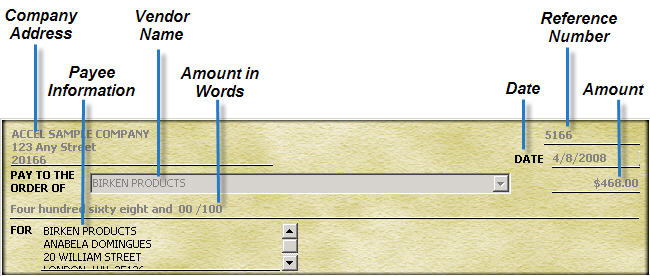 Company
Address
Vendor
Name
Reference
Number
Payee
Information
Amount in
Words
Date
Amount
ACCEL SAMPLE COMPANY
123 Any Street
20166
5166
DATE 4/8/2008
PAY TO THE
ORDER OF
BIRKEN PRODUCTS
$468.00
Four hundred sixty eight and 00 /100
FOR BIRKEN PRODUCTS
ANABELA DOMINGUES
20 WILLIAM STREET